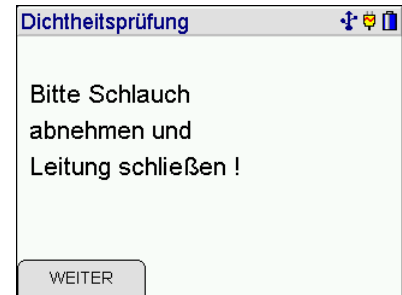 Dichtheitsprüfung
Bitte Schlauch
abnehmen und
Leitung schließen !
WEITER